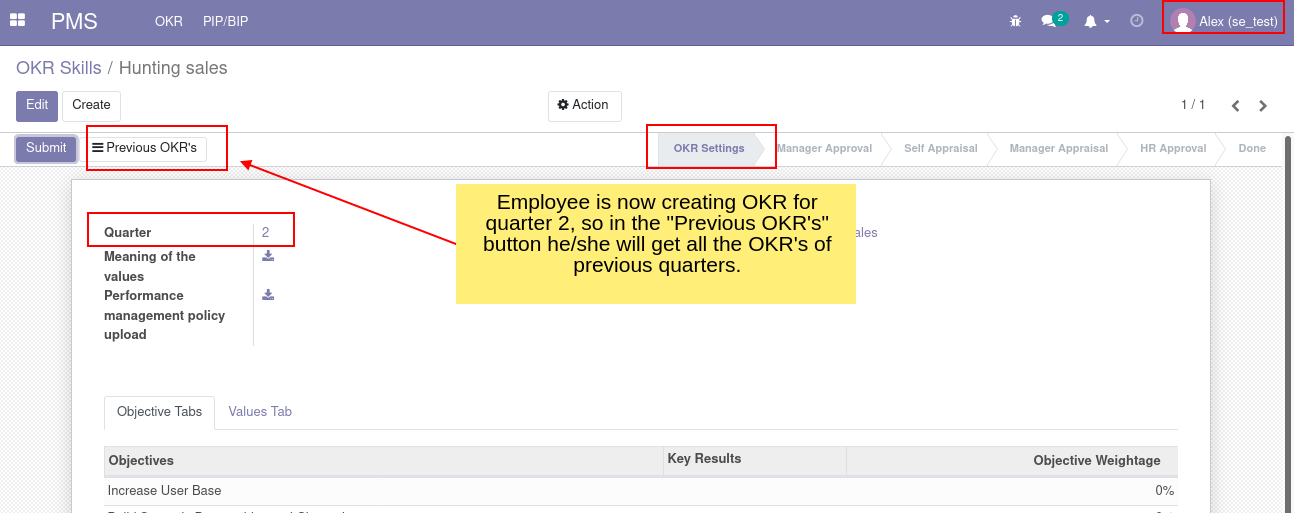 PMS OKR PIP/BIP 2 Alex (se_test)
OKR Skills / Hunting sales
Edit Create Action 1 / 1
Submit Previous OKR's OKR Settings Manager Approval Self Appraisal Manager Appraisal HR Approval Done
Employee is now creating OKR for
quarter 2, so in the "Previous OKR's"
button he/she will get all the OKR's of
previous quarters.
Quarter 2
Meaning of the
values
Performance
management policy
upload
Objective Tabs Values Tab
Objectives Key Results Objective Weightage
Increase User Base 0%